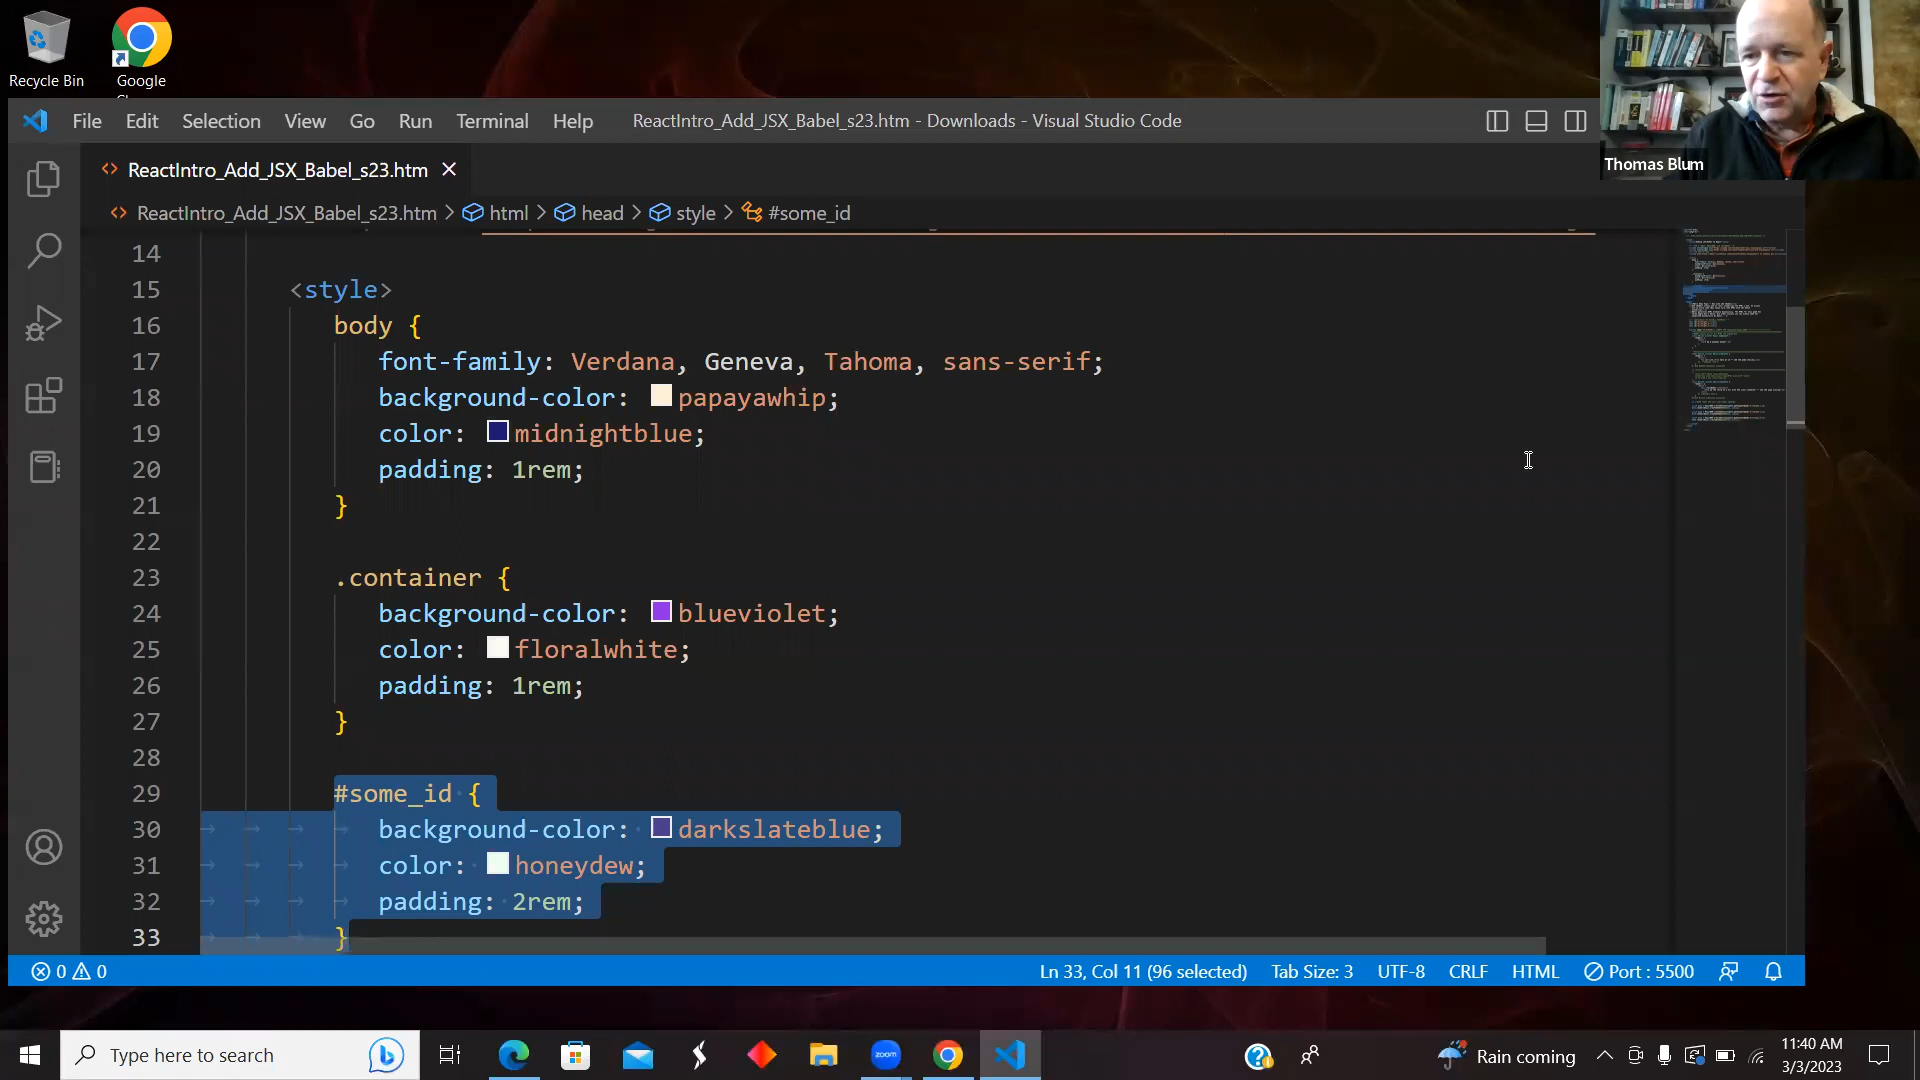 Recycle Bin
Google
File Edit Selection View Go Run Terminal Help
ReactIntro_Add_JSX_Babel_s23.htm - Downloads - Visual Studio Code
Thomas Blum
ReactIntro_Add_JSX_Babel_s23.htm
ReactIntro_Add_JSX_Babel_s23.htm > html > head > style > #some_id
14
15 <style>
16 body {
17 font-family: Verdana, Geneva, Tahoma, sans-serif;
18 background-color: papayawhip;
19 color: midnightblue;
20 padding: 1rem;
21 }
22
23 .container {
24 background-color: blueviolet;
25 color: floralwhite;
26 padding: 1rem;
27 }
28
29 #some_id {
30 background-color: darkslateblue;
31 color: honeydew;
32 padding: 2rem;
33 }
0 0 Ln 33, Col 11 (96 selected) Tab Size: 3 UTF-8 CRLF HTML Port : 5500
Type here to search
zoom
Rain coming
11:40 AM
3/3/2023